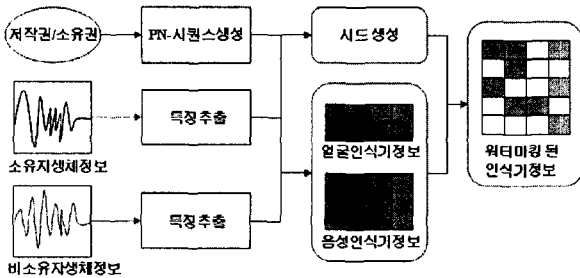 저작권/소유권
PN-시퀀스생성
시드생성
특징추출
소유자생체정보
얼굴인식기정보
워터마킹 된
인식기정보
특징추출
음성인식기정보
비소유자생체정보